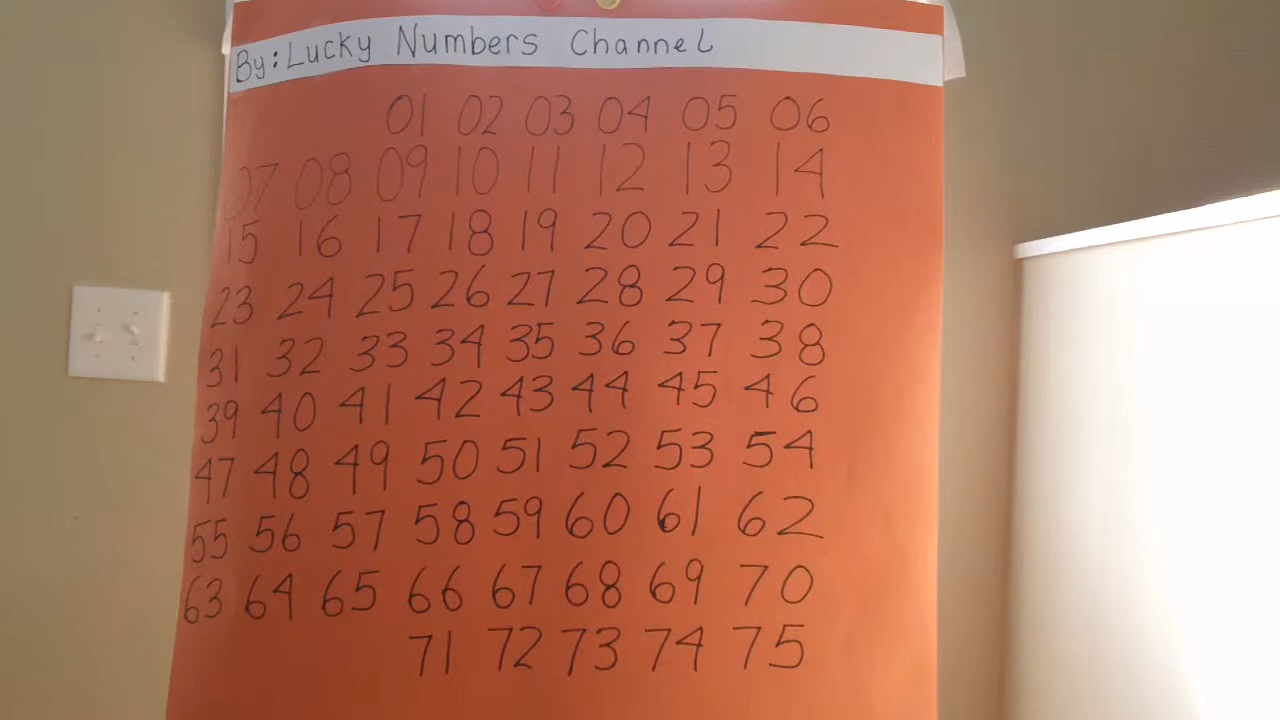 By: Lucky Numbers Channel
01 02 03 04 05 06
07 08 09 10 11 12 13 14
15 16 17 18 19 20 21 22
23 24 25 26 27 28 29 30
31 32 33 34 35 36 37 38
39 40 41 42 43 44 45 46
47 48 49 50 51 52 53 54
55 56 57 58 59 60 61 62
63 64 65 66 67 68 69 70
71 72 73 74 75